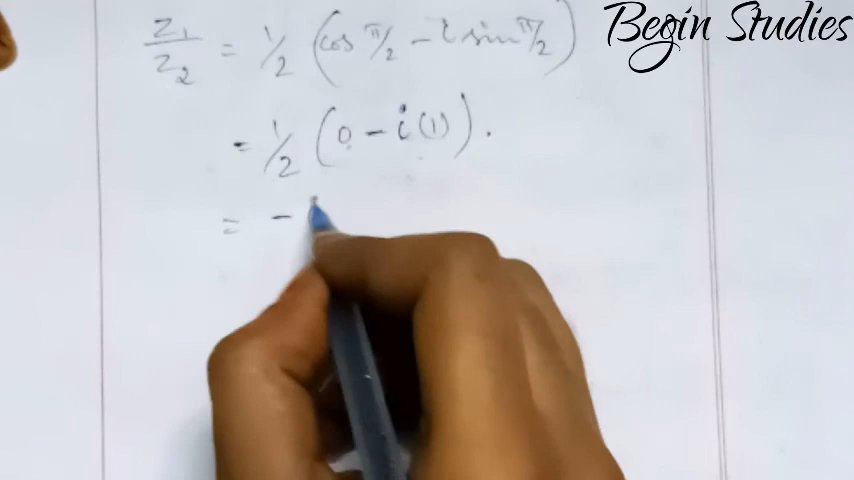 Begin Studies
Z1/Z2 = 1/2 (cos π/2 - i sin π/2)
= 1/2 (0 - i(1)).
= -